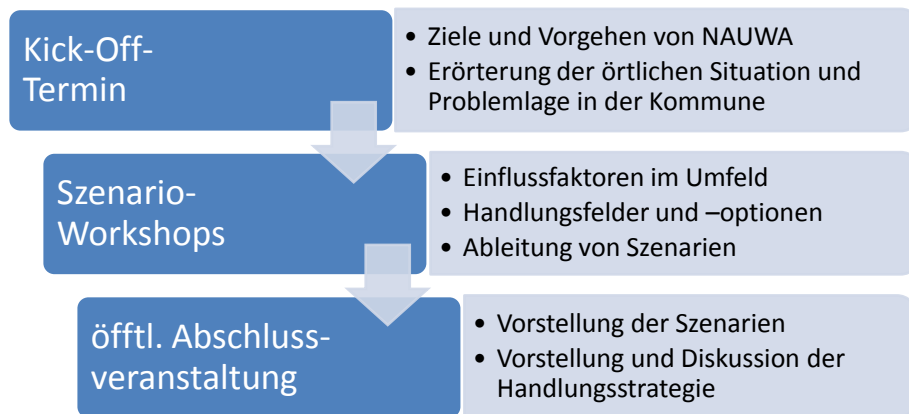 Kick-Off-
Termin
• Ziele und Vorgehen von NAUWA
• Erörterung der örtlichen Situation und
Problemlage in der Kommune
Szenario-
Workshops
• Einflussfaktoren im Umfeld
• Handlungsfelder und –optionen
• Ableitung von Szenarien
öfftl. Abschluss-
veranstaltung
• Vorstellung der Szenarien
• Vorstellung und Diskussion der
Handlungsstrategie